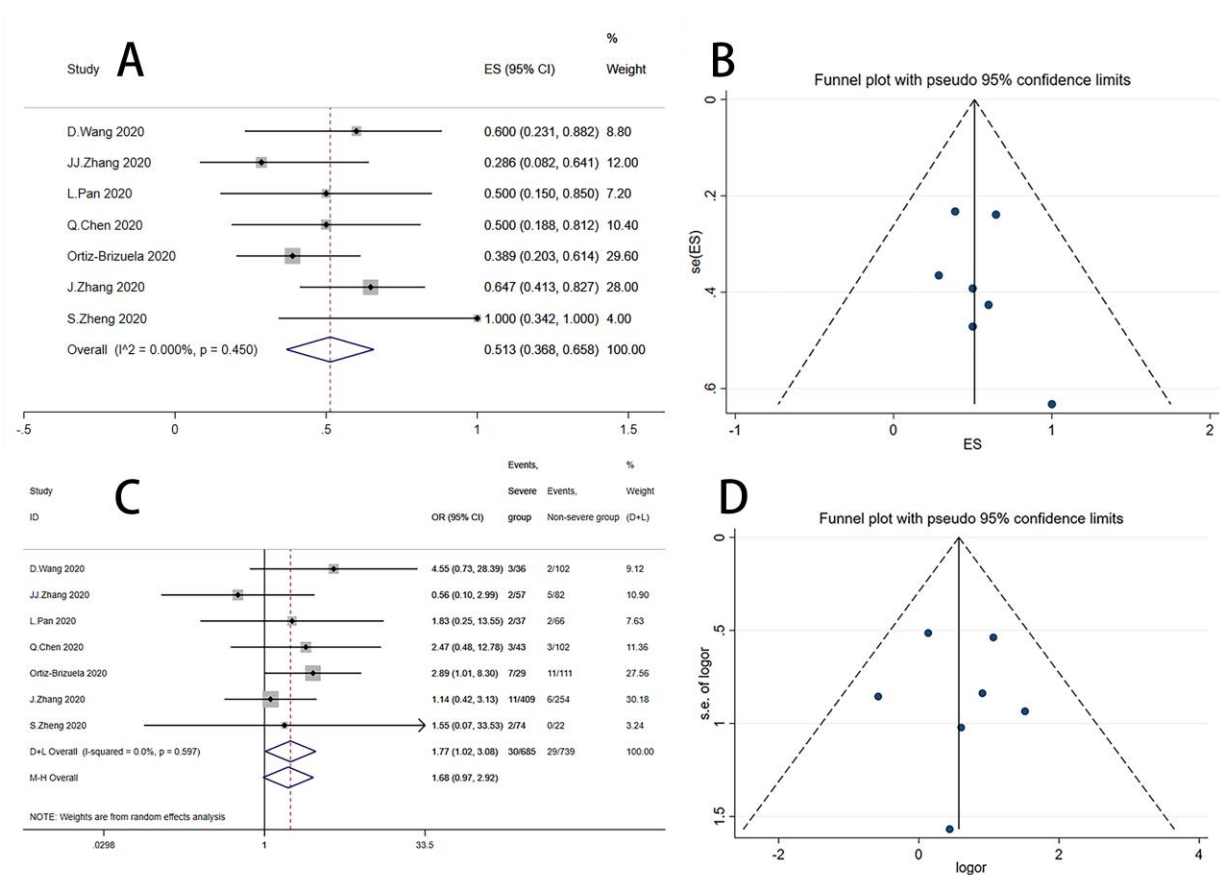 A
%
Study ES (95% CI) Weight
D.Wang 2020 0.600 (0.231, 0.882) 8.80
JJ.Zhang 2020 0.286 (0.082, 0.641) 12.00
L.Pan 2020 0.500 (0.150, 0.850) 7.20
Q.Chen 2020 0.500 (0.188, 0.812) 10.40
Ortiz-Brizuela 2020 0.389 (0.203, 0.614) 29.60
J.Zhang 2020 0.647 (0.413, 0.827) 28.00
S.Zheng 2020 1.000 (0.342, 1.000) 4.00
Overall (I^2 = 0.000%, p = 0.450) 0.513 (0.368, 0.658) 100.00
-.5 0 .5 1 1.5
B
Funnel plot with pseudo 95% confidence limits
se(ES)
0
.2
.4
.6
-1 0 1 2
ES
C
Events, %
Study Severe Events, Weight
ID OR (95% CI) group Non-severe group (D+L)
D.Wang 2020 4.55 (0.73, 28.39) 3/36 2/102 9.12
JJ.Zhang 2020 0.56 (0.10, 2.99) 2/57 5/82 10.90
L.Pan 2020 1.83 (0.25, 13.55) 2/37 2/66 7.63
Q.Chen 2020 2.47 (0.48, 12.78) 3/43 3/102 11.36
Ortiz-Brizuela 2020 2.89 (1.01, 8.30) 7/29 11/111 27.56
J.Zhang 2020 1.14 (0.42, 3.13) 11/409 6/254 30.18
S.Zheng 2020 1.55 (0.07, 33.53) 2/74 0/22 3.24
D+L Overall (I-squared = 0.0%, p = 0.597) 1.77 (1.02, 3.08) 30/685 29/739 100.00
M-H Overall 1.68 (0.97, 2.92)
NOTE: Weights are from random effects analysis
.0298 1 33.5
D
Funnel plot with pseudo 95% confidence limits
s.e. of logor
0
.5
1
1.5
-2 0 2 4
logor